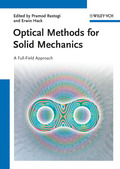 Edited by Pramod Rastogi
and Erwin Hack
WILEY-VCH
Optical Methods for
Solid Mechanics
A Full-Field Approach